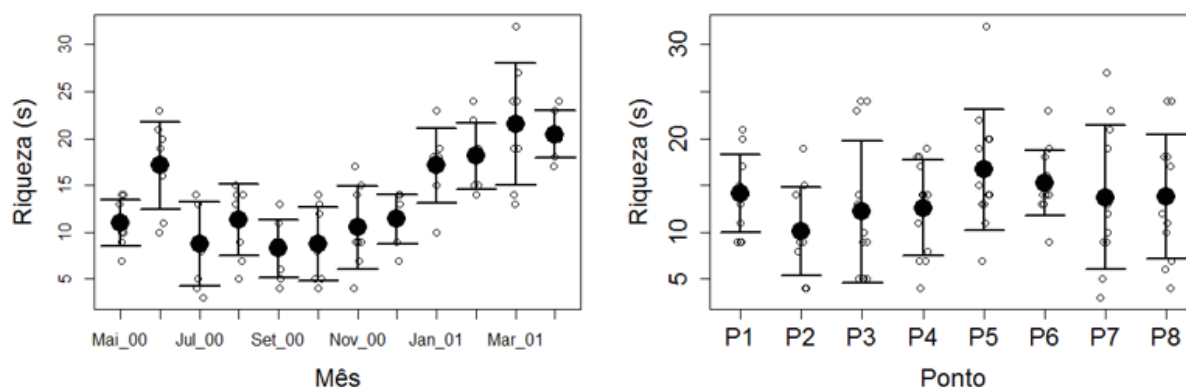 Riqueza (s)
30
20
15
10
5
Mai_00 Jul_00 Set_00 Nov_00 Jan_01 Mar_01
Mês
Riqueza (s)
30
20
10
5
P1 P2 P3 P4 P5 P6 P7 P8
Ponto